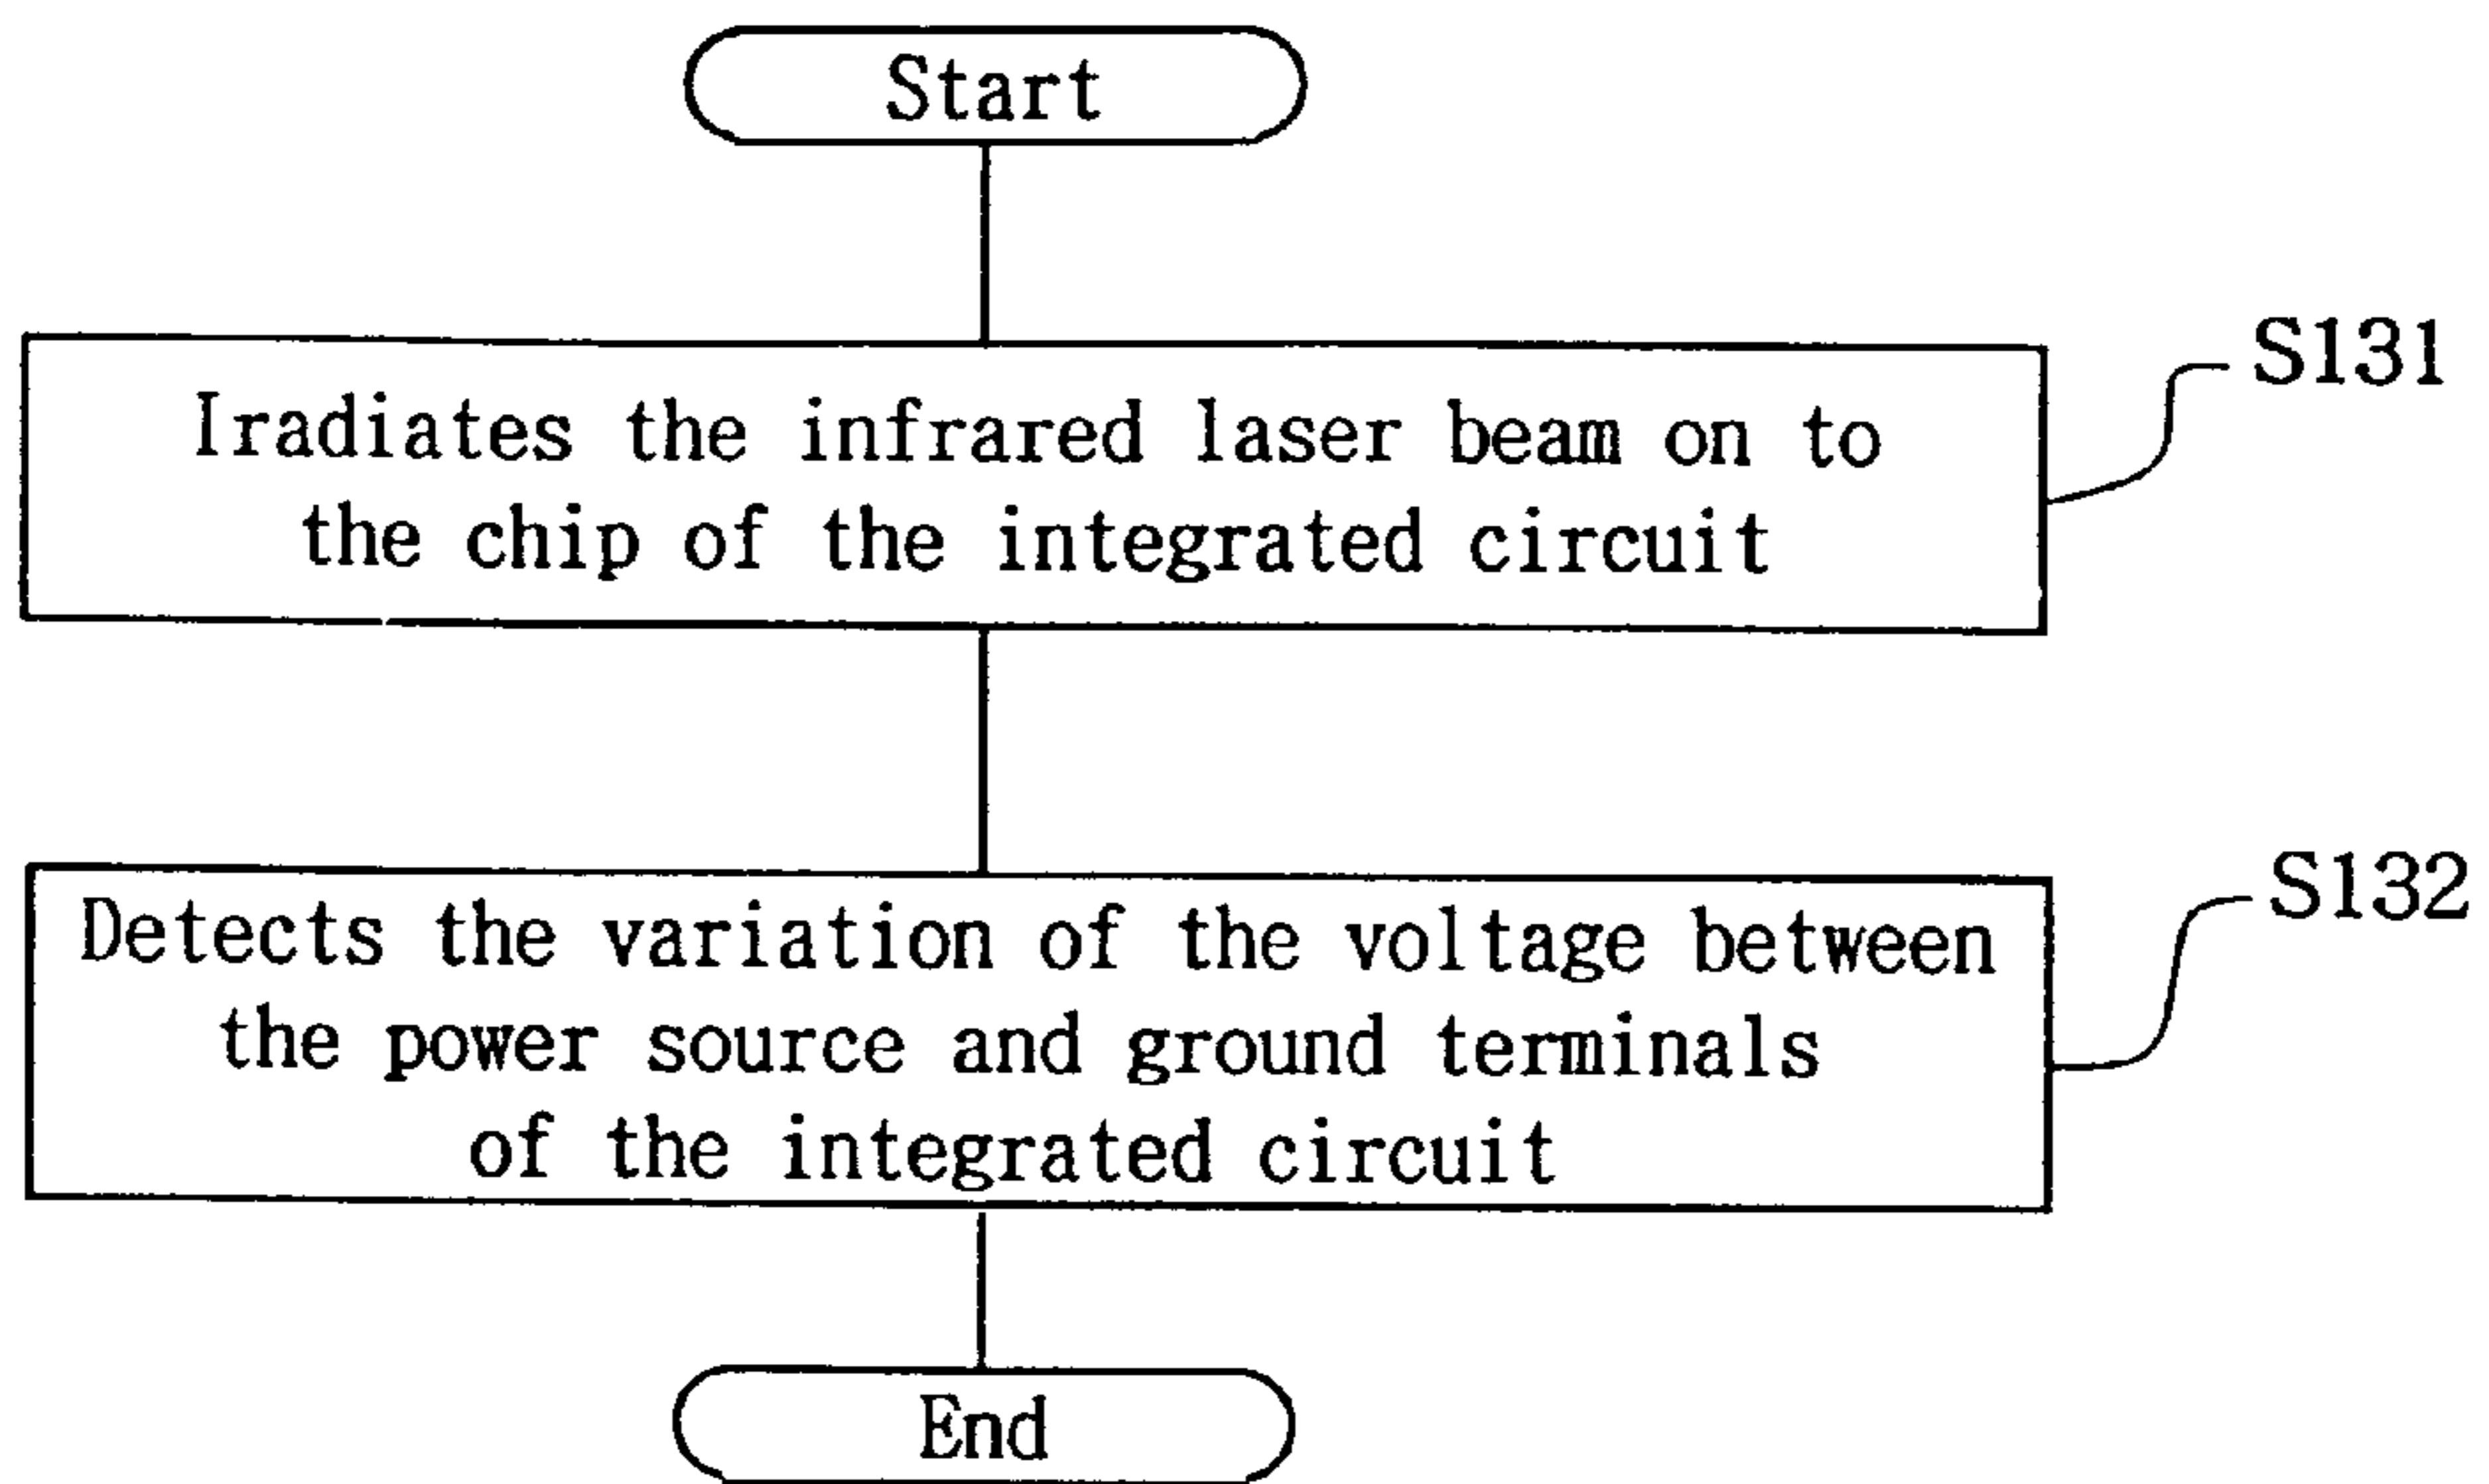 Start
S131
Iradiates the infrared laser beam on to
the chip of the integrated circuit
S132
Detects the variation of the voltage between
the power source and ground terminals
of the integrated circuit
End